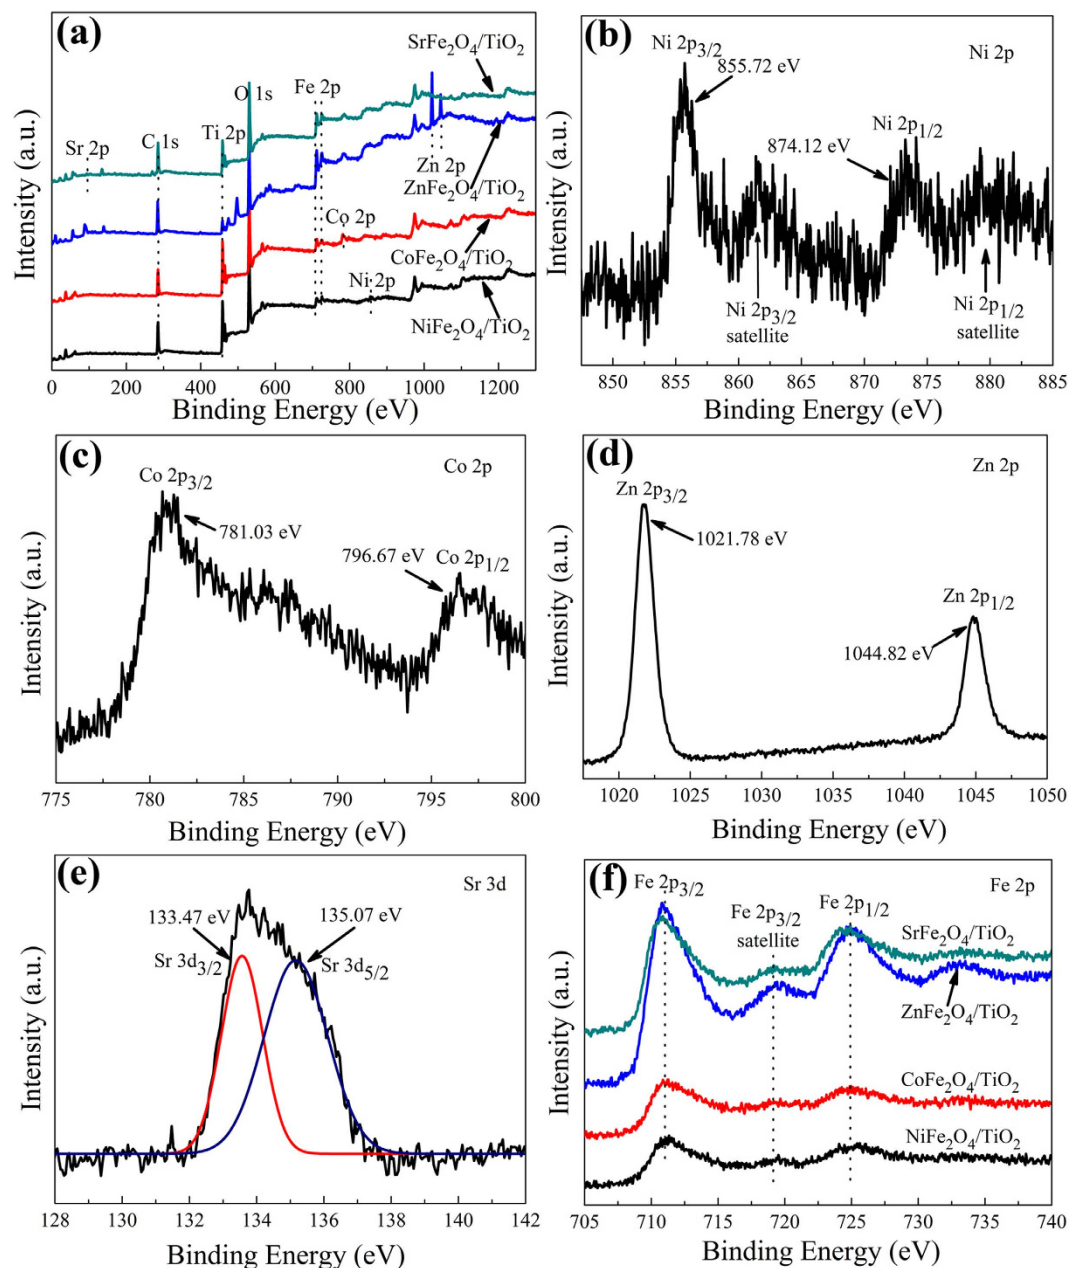 (a)
SrFe2O4/TiO2
O 1s
Fe 2p
Ti 2p
C 1s
Sr 2p
Zn 2p
ZnFe2O4/TiO2
Co 2p
CoFe2O4/TiO2
Ni 2p
NiFe2O4/TiO2
Intensity (a.u.)
0 200 400 600 800 1000 1200
Binding Energy (eV)
(b)
Ni 2p3/2
Ni 2p
855.72 eV
Ni 2p1/2
874.12 eV
Ni 2p3/2
satellite
Ni 2p1/2
satellite
Intensity (a.u.)
850 855 860 865 870 875 880 885
Binding Energy (eV)
(c)
Co 2p3/2
Co 2p
781.03 eV
796.67 eV
Co 2p1/2
Intensity (a.u.)
775 780 785 790 795 800
Binding Energy (eV)
(d)
Zn 2p
Zn 2p3/2
1021.78 eV
Zn 2p1/2
1044.82 eV
Intensity (a.u.)
1020 1025 1030 1035 1040 1045 1050
Binding Energy (eV)
(e)
Sr 3d
133.47 eV
135.07 eV
Sr 3d3/2
Sr 3d5/2
Intensity (a.u.)
128 130 132 134 136 138 140 142
Binding Energy (eV)
(f)
Fe 2p3/2
Fe 2p
Fe 2p3/2
satellite
Fe 2p1/2
SrFe2O4/TiO2
ZnFe2O4/TiO2
CoFe2O4/TiO2
NiFe2O4/TiO2
Intensity (a.u.)
705 710 715 720 725 730 735 740
Binding Energy (eV)